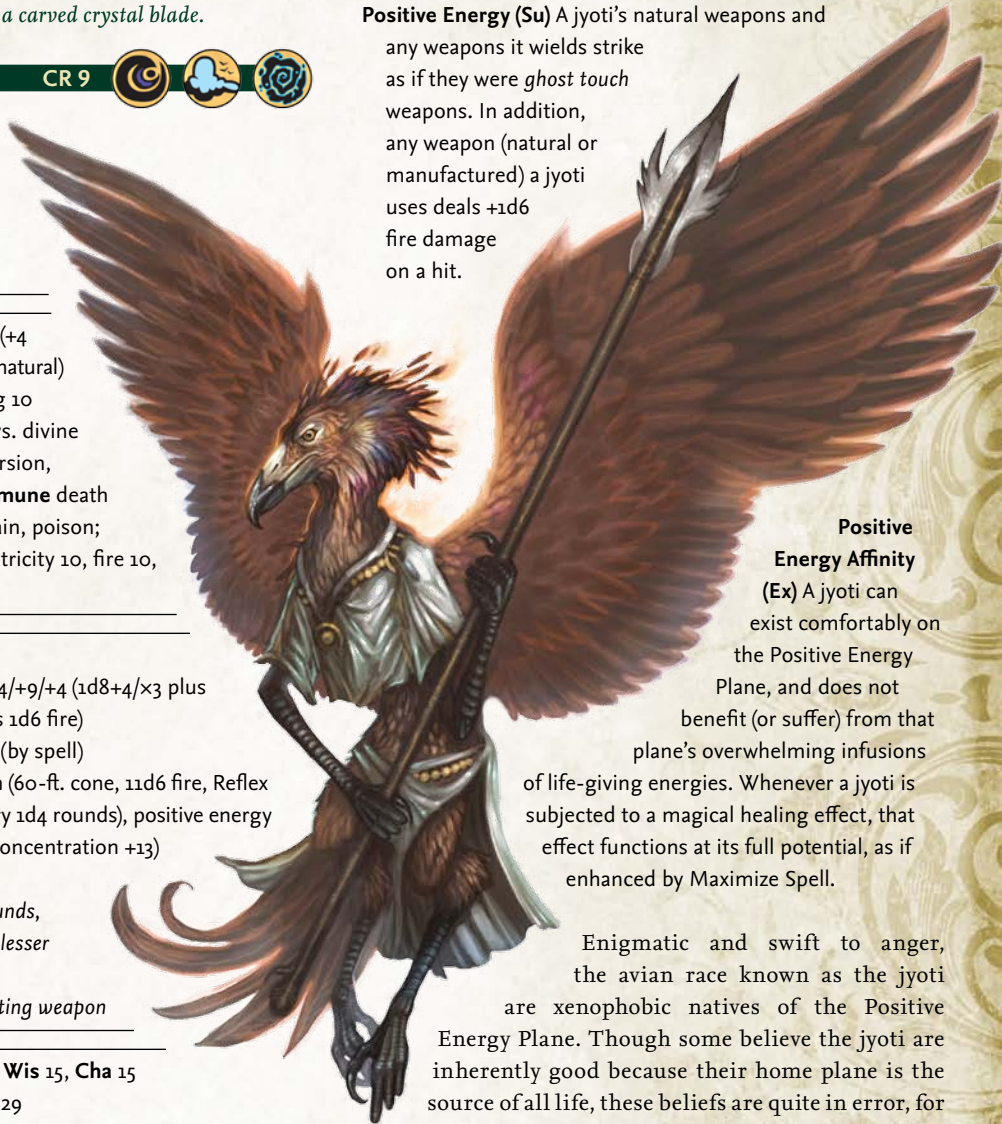 a carved crystal blade.
CR 9
(+4
natural)
10
divine
mune death
poison;
10, fire 10,
4/+9/+4 (1d8+4/×3 plus
1d6 fire)
(by spell)
(60-ft. cone, 11d6 fire, Reflex
1d4 rounds), positive energy
oncentration +13)
lesser
ting weapon
Wis 15, Cha 15
29
Positive Energy (Su) A jyoti's natural weapons and
any weapons it wields strike
as if they were ghost touch
weapons. In addition,
any weapon (natural or
manufactured) a jyoti
uses deals +1d6
fire damage
on a hit.
Positive
Energy Affinity
(Ex) A jyoti can
exist comfortably on
the Positive Energy
Plane, and does not
benefit (or suffer) from that
plane's overwhelming infusions
of life-giving energies. Whenever a jyoti is
subjected to a magical healing effect, that
effect functions at its full potential, as if
enhanced by Maximize Spell.
Enigmatic and swift to anger,
the avian race known as the jyoti
are xenophobic natives of the Positive
Energy Plane. Though some believe the jyoti are
inherently good because their home plane is the
source of all life, these beliefs are quite in error, for